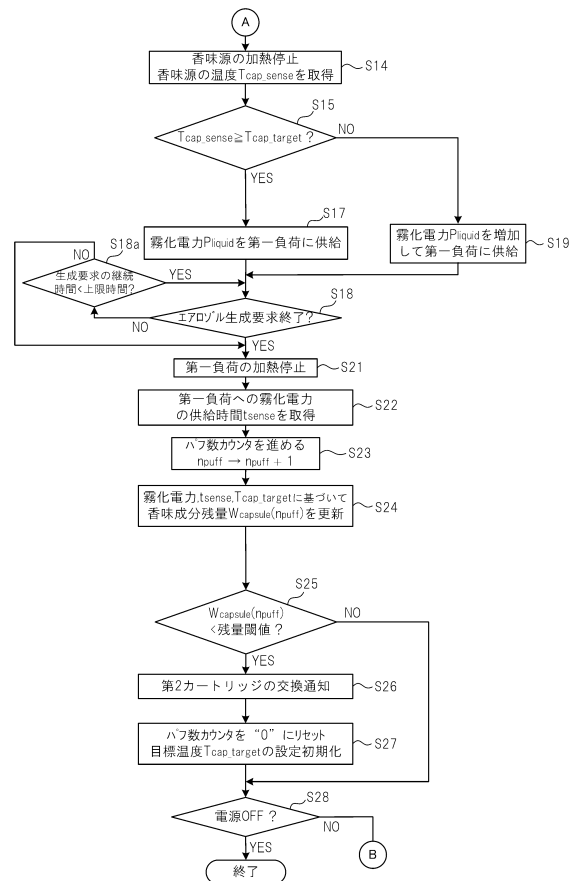 A
香味源の加熱停止
香味源の温度Tcap_senseを取得
S14
S15
Tcap_sense≧Tcap_target?
NO
YES
S17
霧化電力Pliquidを第一負荷に供給
霧化電力Pliquidを増加
して第一負荷に供給
S19
S18a
NO
生成要求の継続
時間<上限時間?
YES
S18
エアロゾル生成要求終了?
NO
YES
第一負荷の加熱停止
S21
第一負荷への霧化電力
の供給時間tsenseを取得
S22
パフ数カウンタを進める
npuff → npuff + 1
S23
霧化電力,tsense,Tcap_targetに基づいて
香味成分残量Wcapsule(npuff)を更新
S24
S25
Wcapsule(npuff)
<残量閾値?
NO
YES
第2カートリッジの交換通知
S26
パフ数カウンタを “0” にリセット
目標温度Tcap_targetの設定初期化
S27
S28
電源OFF?
NO
YES
B
終了